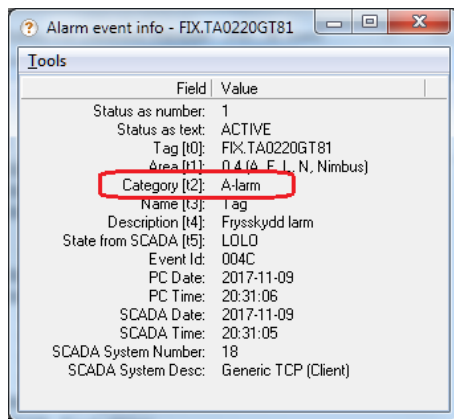 Alarm event info - FIX.TA0220GT81
Tools
Field Value
Status as number: 1
Status as text: ACTIVE
Tag [t0]: FIX.TA0220GT81
Area [t1]: 0,4 (A, F, L, N, Nimbus)
Category [t2]: A-larm
Name [t3]: Tag
Description [t4]: Frysskydd larm
State from SCADA [t5]: LOLO
Event Id: 004C
PC Date: 2017-11-09
PC Time: 20:31:06
SCADA Date: 2017-11-09
SCADA Time: 20:31:05
SCADA System Number: 18
SCADA System Desc: Generic TCP (Client)